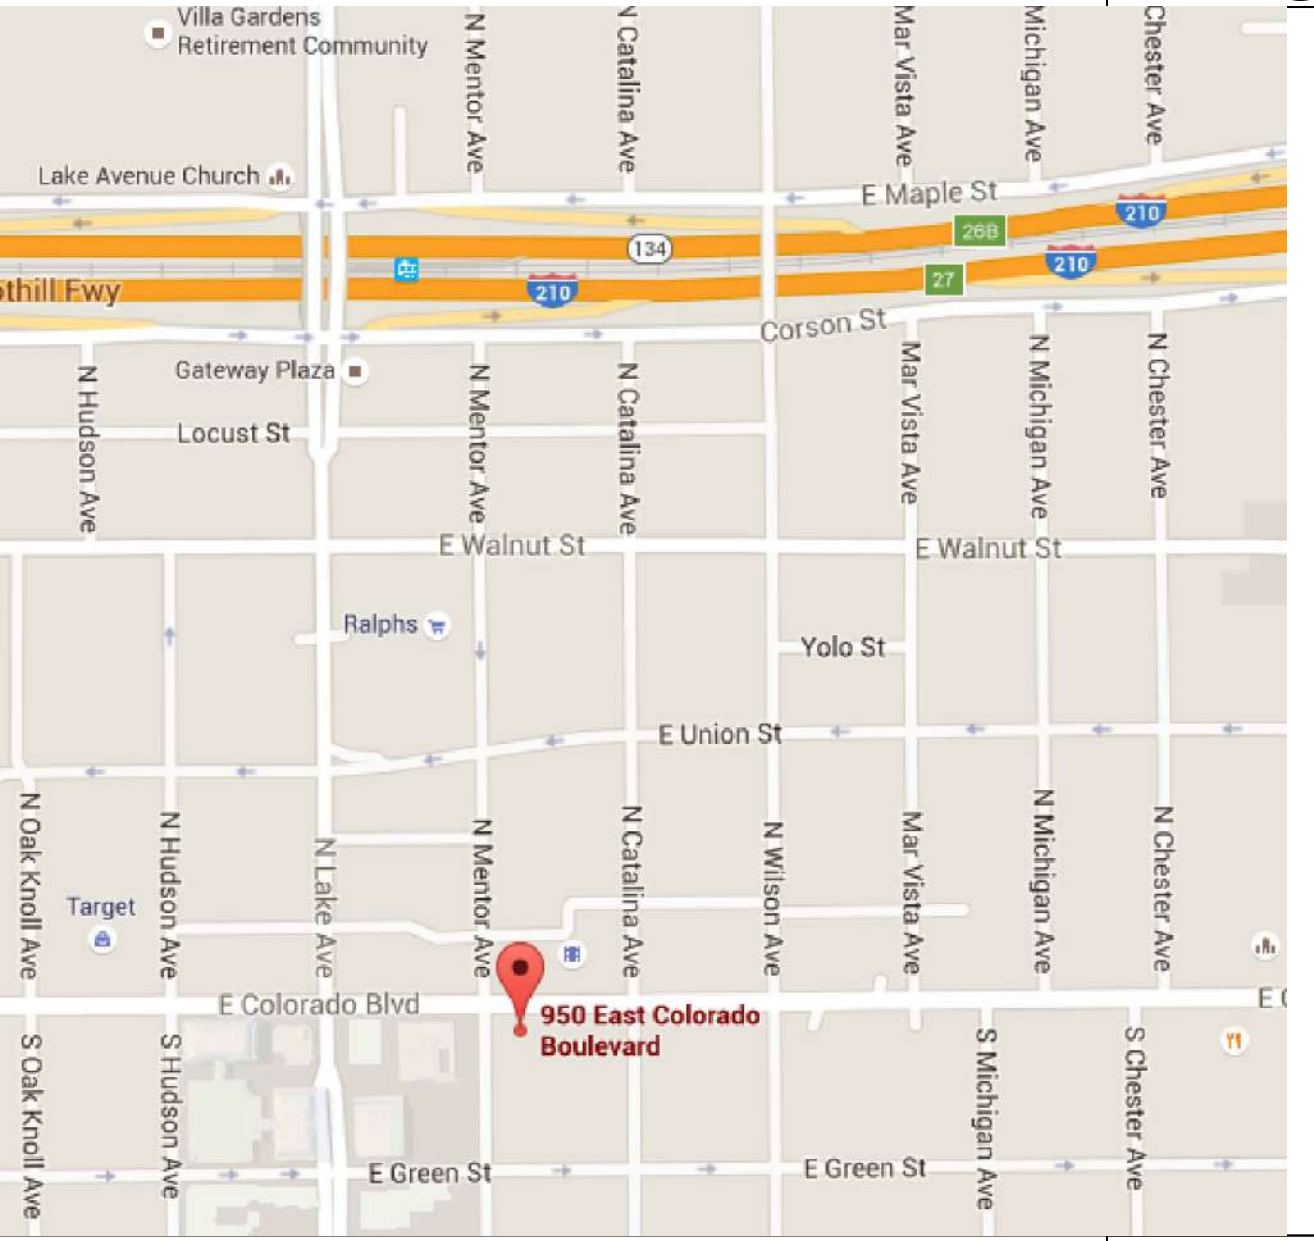 Villa Gardens
Retirement Community
N Mentor Ave
N Catalina Ave
Mar Vista Ave
Michigan Ave
Chester Ave
Lake Avenue Church
E Maple St
210
26B
134
210
27
othill Fwy
210
Corson St
Gateway Plaza
N Hudson Ave
N Mentor Ave
N Catalina Ave
Mar Vista Ave
N Michigan Ave
N Chester Ave
Locust St
E Walnut St
E Walnut St
Ralphs
Yolo St
E Union St
N Oak Knoll Ave
N Hudson Ave
N Lake Ave
N Mentor Ave
N Catalina Ave
N Wilson Ave
Mar Vista Ave
N Michigan Ave
N Chester Ave
Target
E Colorado Blvd
E C
950 East Colorado
Boulevard
S Oak Knoll Ave
S Hudson Ave
S Michigan Ave
S Chester Ave
E Green St
E Green St